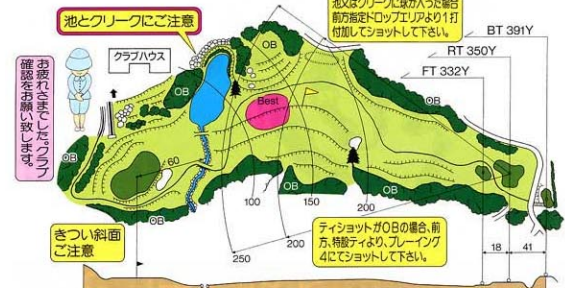 池とクリークにご注意
池又はクリークに球が入った場合
前方指定ドロップエリアより1打
付加してショットして下さい。
BT 391Y
RT 350Y
FT 332Y
クラブハウス
お疲れさまでした。クラブ
確認をお願い致します。
OB
OB
Best
OB
OB
60
OB
OB
OB
100
150
200
200
250
きつい斜面
ご注意
ティショットがOBの場合、前
方、特設ティより、プレーイング
4にてショットして下さい。
18
41